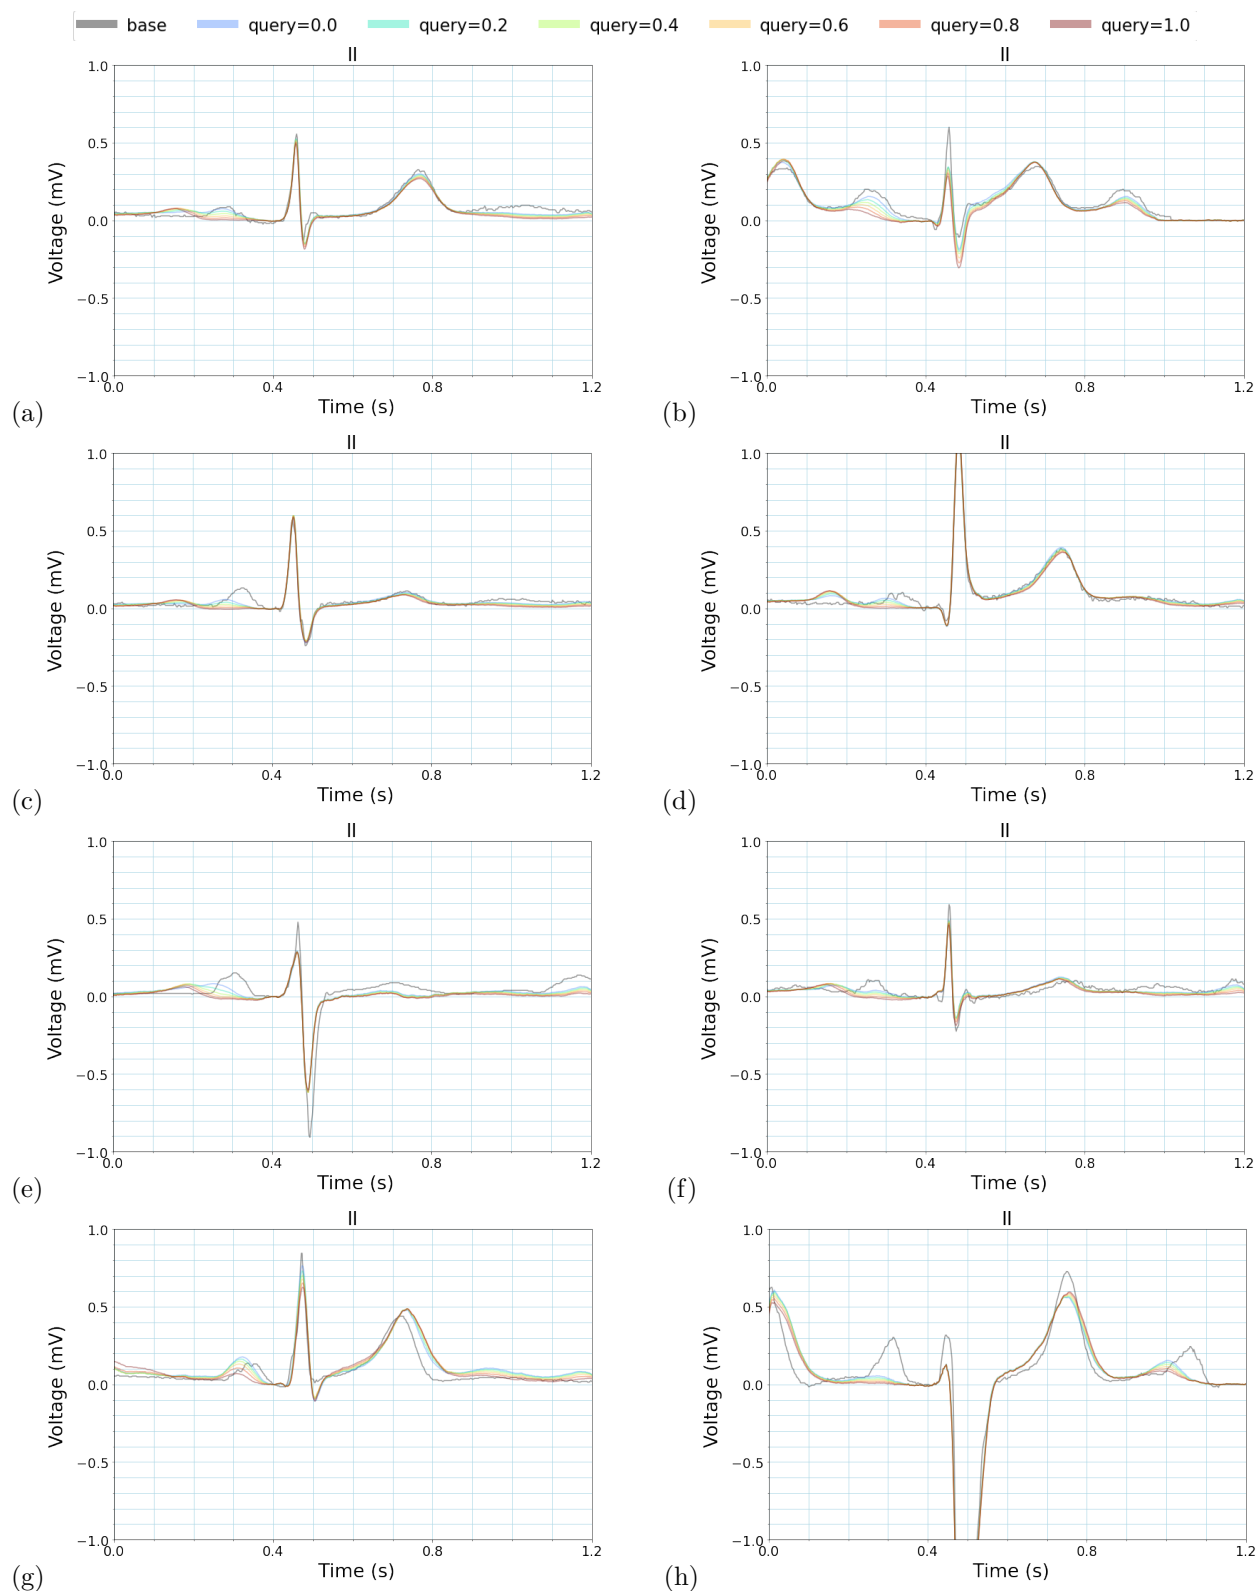 base query=0.0 query=0.2 query=0.4 query=0.6 query=0.8 query=1.0
II II
1.0 1.0
0.5 0.5
0.0 0.0
−0.5 −0.5
−1.0 −1.0
0.0 0.4 0.8 1.2 0.0 0.4 0.8 1.2
Voltage (mV) Voltage (mV)
Time (s) Time (s)
(a) (b)
II II
1.0 1.0
0.5 0.5
0.0 0.0
−0.5 −0.5
−1.0 −1.0
0.0 0.4 0.8 1.2 0.0 0.4 0.8 1.2
Voltage (mV) Voltage (mV)
Time (s) Time (s)
(c) (d)
II II
1.0 1.0
0.5 0.5
0.0 0.0
−0.5 −0.5
−1.0 −1.0
0.0 0.4 0.8 1.2 0.0 0.4 0.8 1.2
Voltage (mV) Voltage (mV)
Time (s) Time (s)
(e) (f)
II II
1.0 1.0
0.5 0.5
0.0 0.0
−0.5 −0.5
−1.0 −1.0
0.0 0.4 0.8 1.2 0.0 0.4 0.8 1.2
Voltage (mV) Voltage (mV)
Time (s) Time (s)
(g) (h)